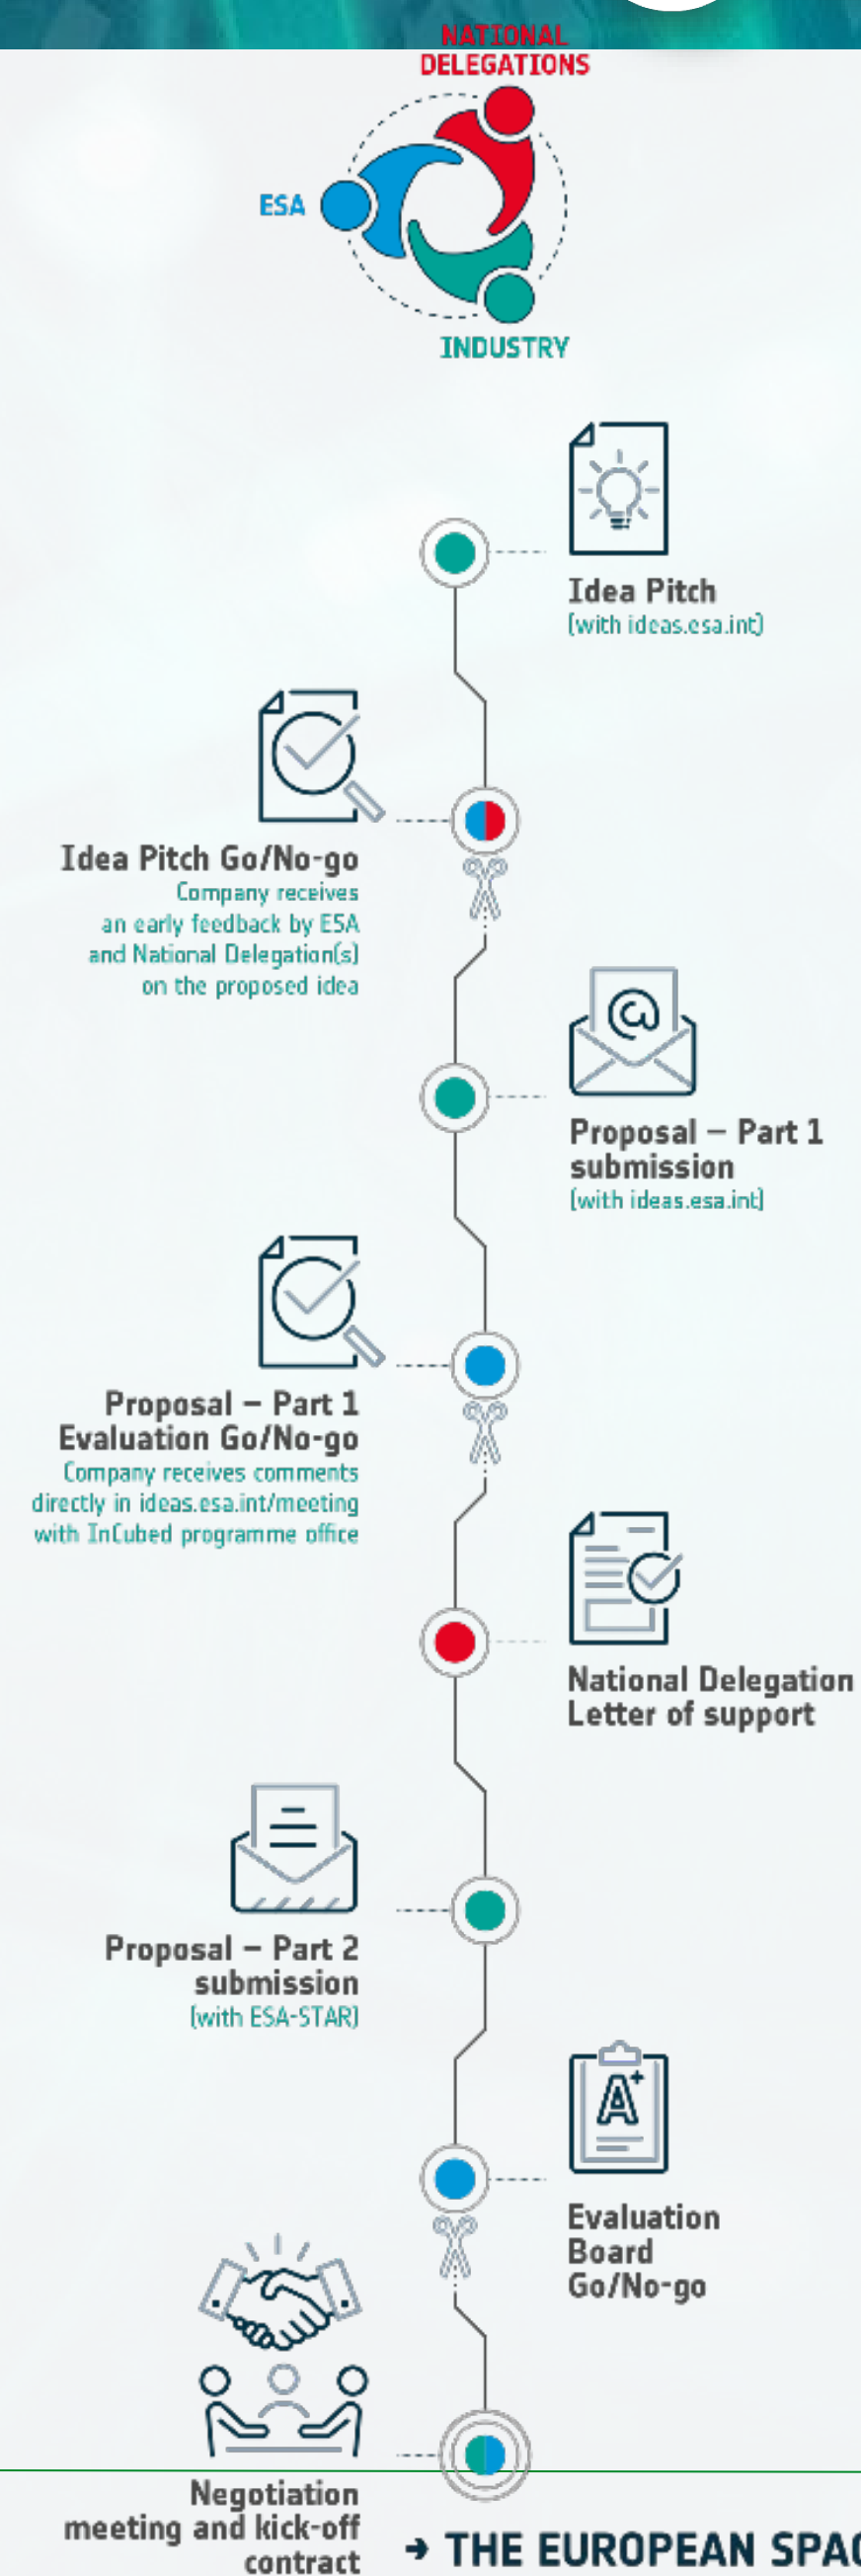 NATIONAL
DELEGATIONS
ESA
INDUSTRY
Idea Pitch
(with ideas.esa.int)
Idea Pitch Go/No-go
Company receives
an early feedback by ESA
and National Delegation(s)
on the proposed idea
@
Proposal – Part 1
submission
(with ideas.esa.int)
Proposal – Part 1
Evaluation Go/No-go
Company receives comments
directly in ideas.esa.int/meeting
with InCubed programme office
National Delegation
Letter of support
Proposal – Part 2
submission
(with ESA-STAR)
A+
Evaluation
Board
Go/No-go
Negotiation
meeting and kick-off
contract
→ THE EUROPEAN SPAC